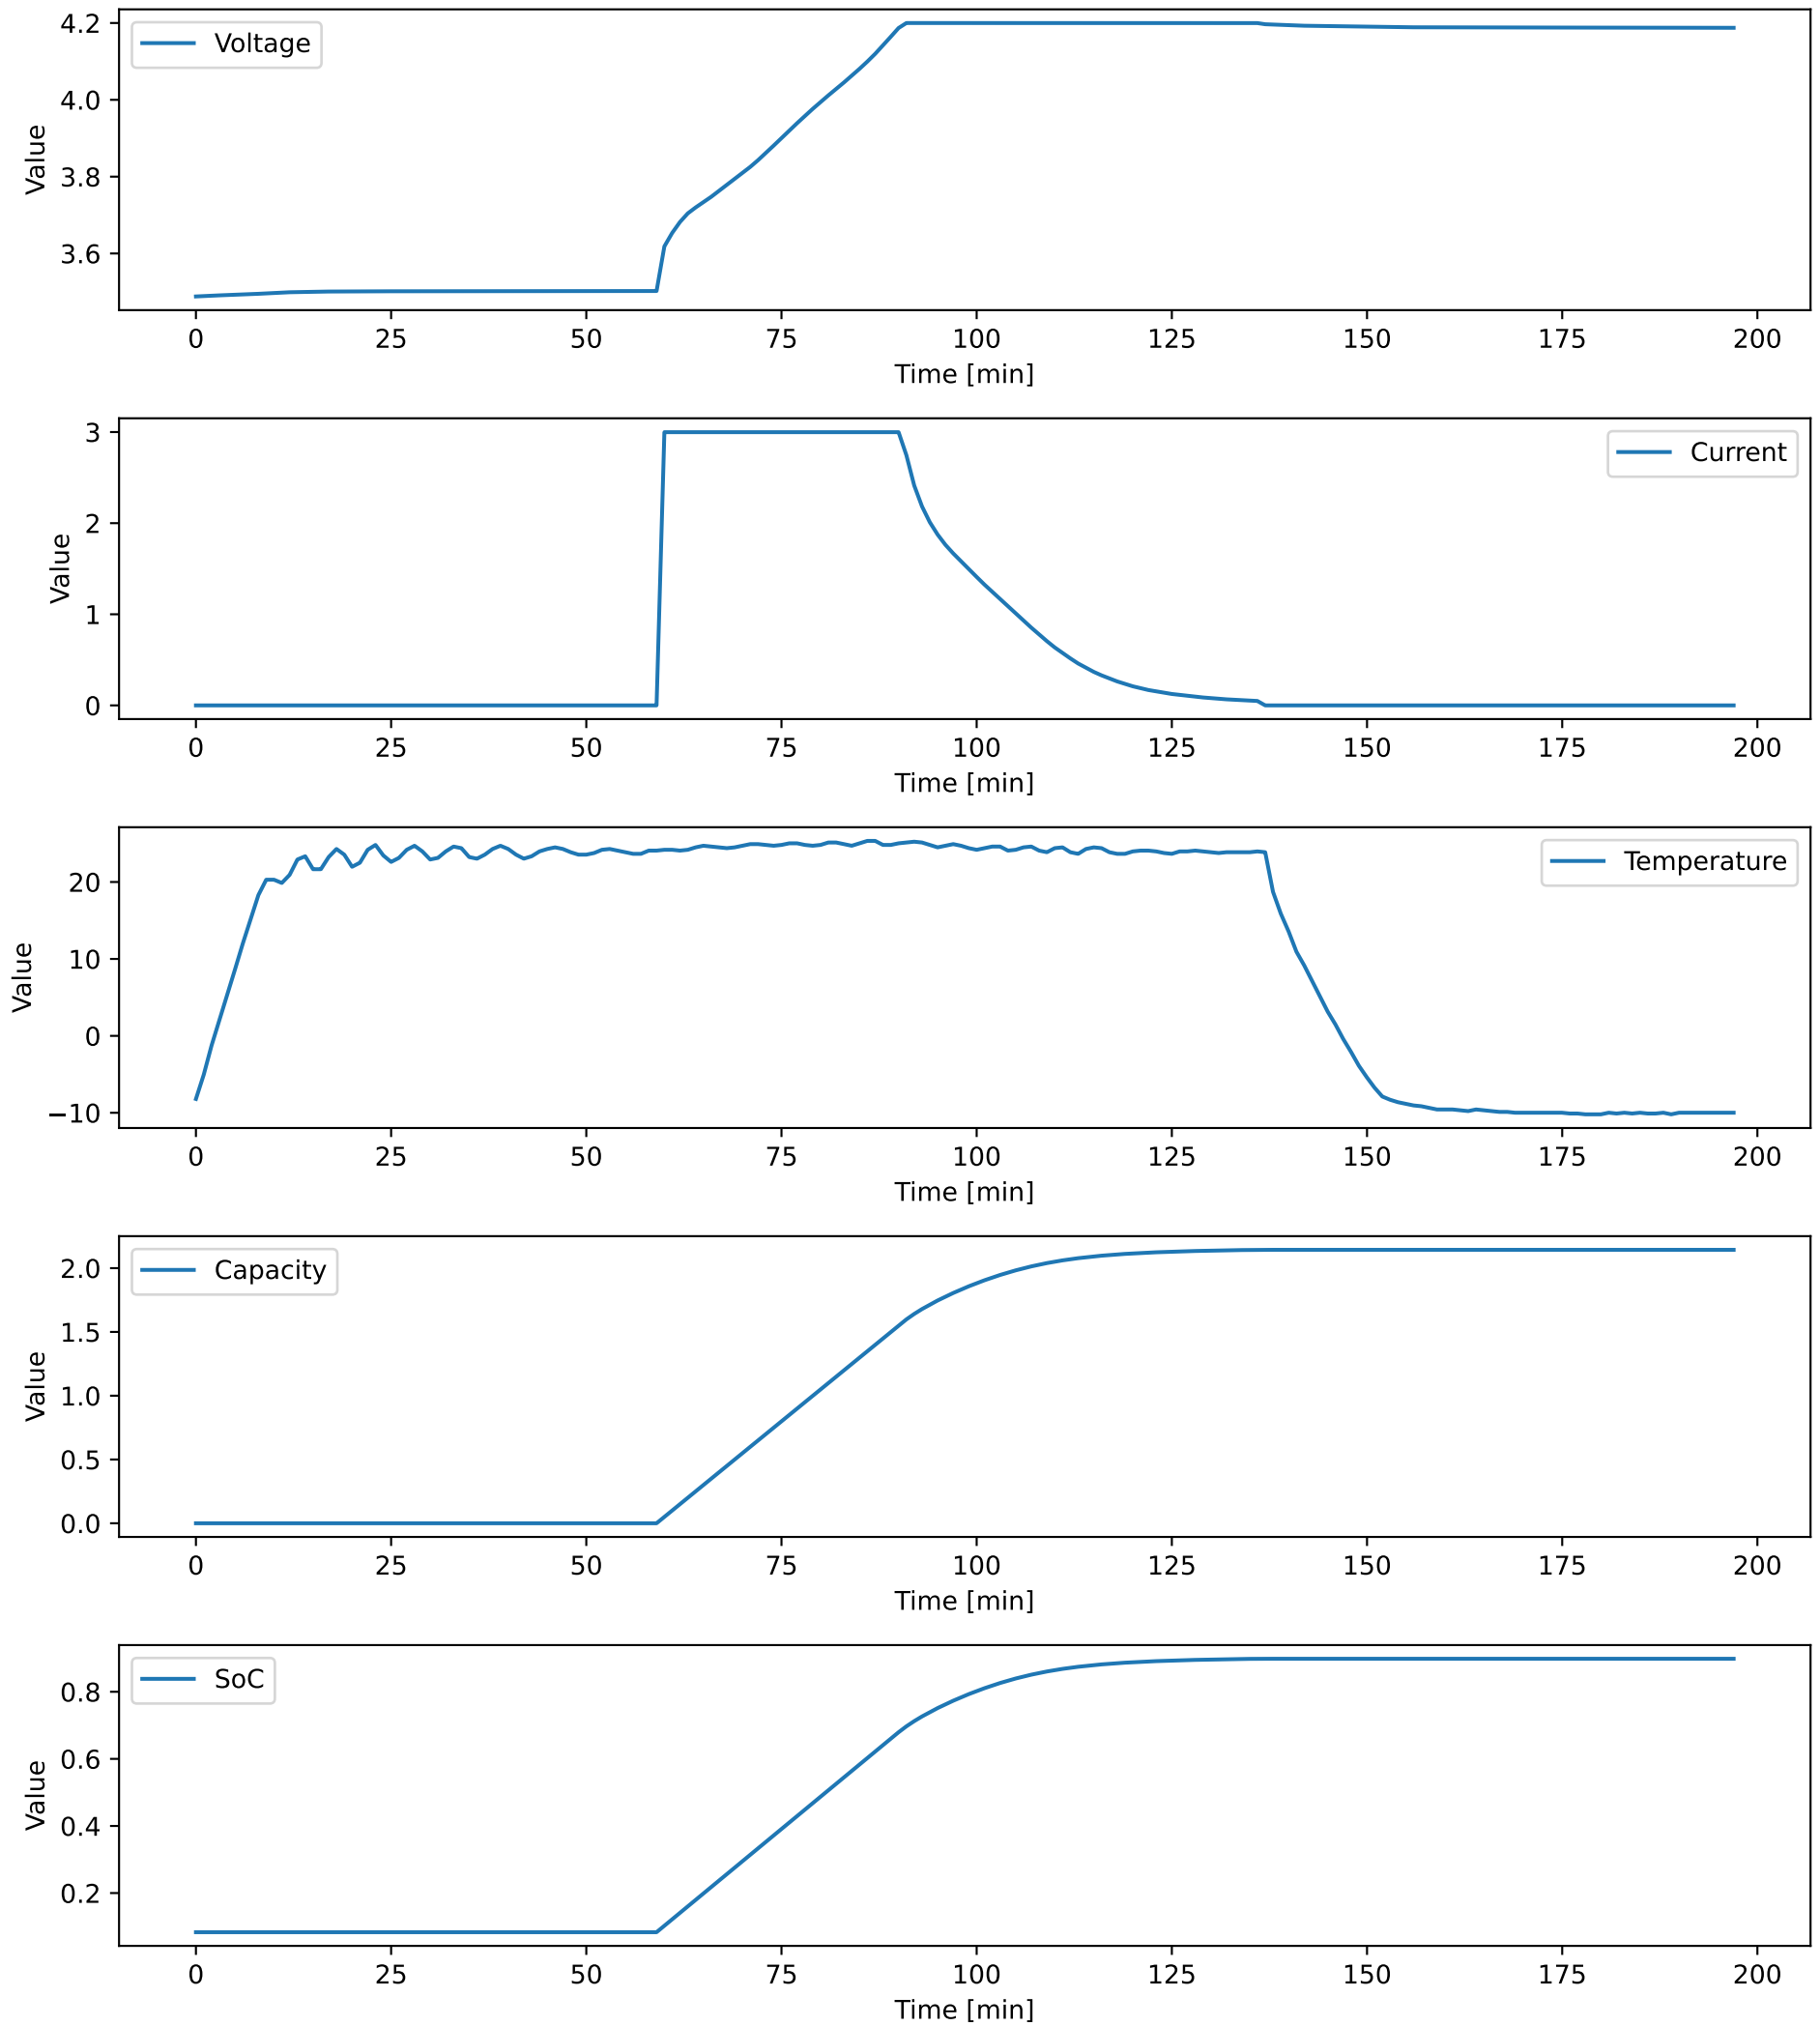 4.2
4.0
3.8
3.6
Value
Voltage
0 25 50 75 100 125 150 175 200
Time [min]
3
2
1
0
Value
Current
0 25 50 75 100 125 150 175 200
Time [min]
20
10
0
−10
Value
Temperature
0 25 50 75 100 125 150 175 200
Time [min]
2.0
1.5
1.0
0.5
0.0
Value
Capacity
0 25 50 75 100 125 150 175 200
Time [min]
0.8
0.6
0.4
0.2
Value
SoC
0 25 50 75 100 125 150 175 200
Time [min]